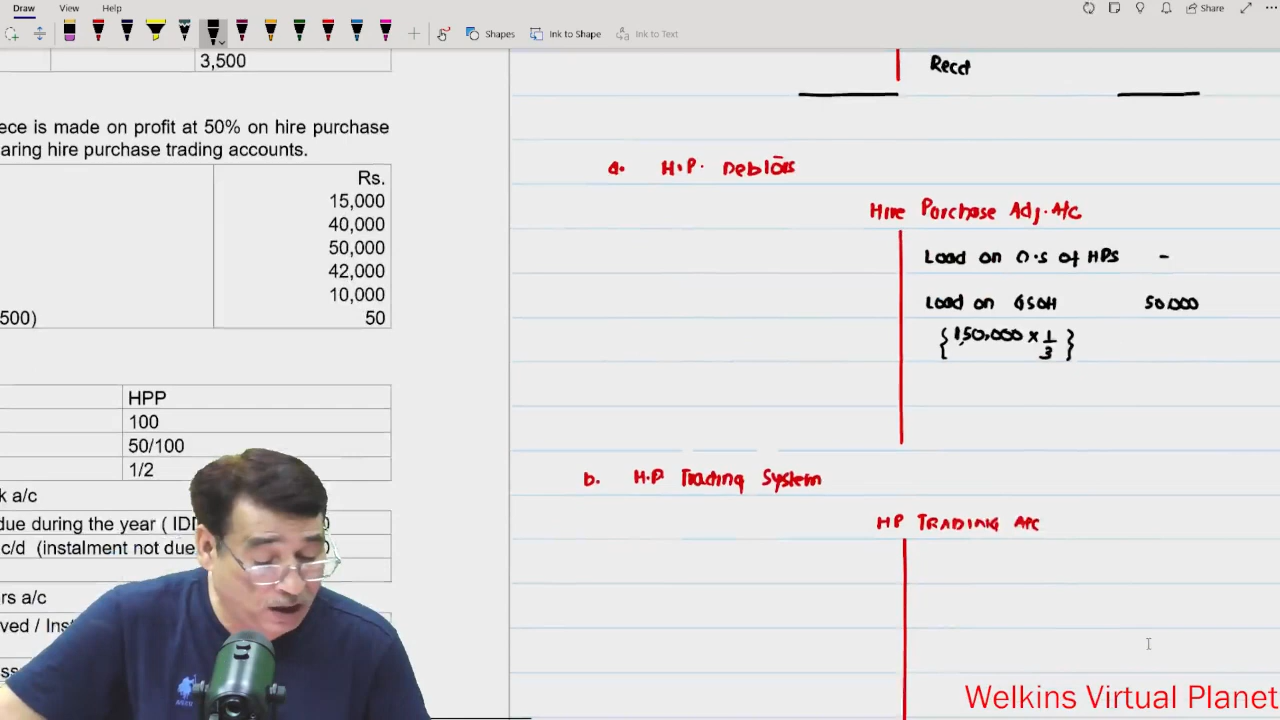 Draw View Help
Share
Shapes Ink to Shape Ink to Text
3,500
ece is made on profit at 50% on hire purchase
aring hire purchase trading accounts.
Rs.
15,000
40,000
50,000
42,000
10,000
500) 50
HPP
100
50/100
1/2
k a/c
due during the year ( IDI
c/d (instalment not due
rs a/c
ved / Inst
Recd
a. H.P. Debtors
Hire Purchase Adj. A/c
Load on O.S of HPS -
Load on GSOH 50.000
{1,50,000 × 1/3}
b. H.P Trading System
HP TRADING A/C
Welkins Virtual Planet